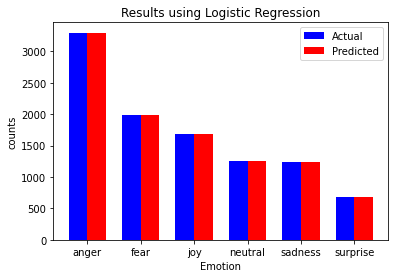 Results using Logistic Regression
Actual
Predicted
counts
3000
2500
2000
1500
1000
500
0
anger fear joy neutral sadness surprise
Emotion